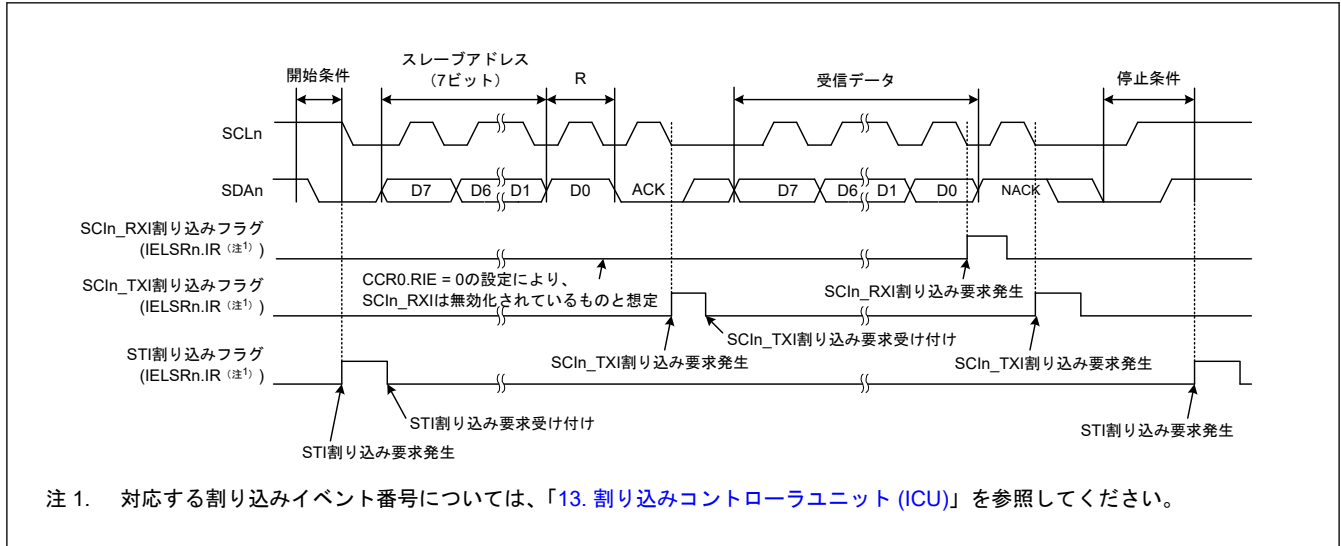 開始条件
スレーブアドレス
（7ビット）
R
受信データ
停止条件
SCLn
SDAn
D7
D6
D1
D0
ACK
D7
D6
D1
D0
NACK
SCIn_RXI割り込みフラグ
(IELSRn.IR（注1）)
CCR0.RIE = 0の設定により、
SCIn_RXIは無効化されているものと想定
SCIn_RXI割り込み要求発生
SCIn_TXI割り込みフラグ
(IELSRn.IR（注1）)
SCIn_TXI割り込み要求受け付け
SCIn_TXI割り込み要求発生
SCIn_TXI割り込み要求発生
STI割り込みフラグ
(IELSRn.IR（注1）)
STI割り込み要求受け付け
STI割り込み要求発生
STI割り込み要求発生
注 1. 対応する割り込みイベント番号については、「13. 割り込みコントローラユニット (ICU)」を参照してください。